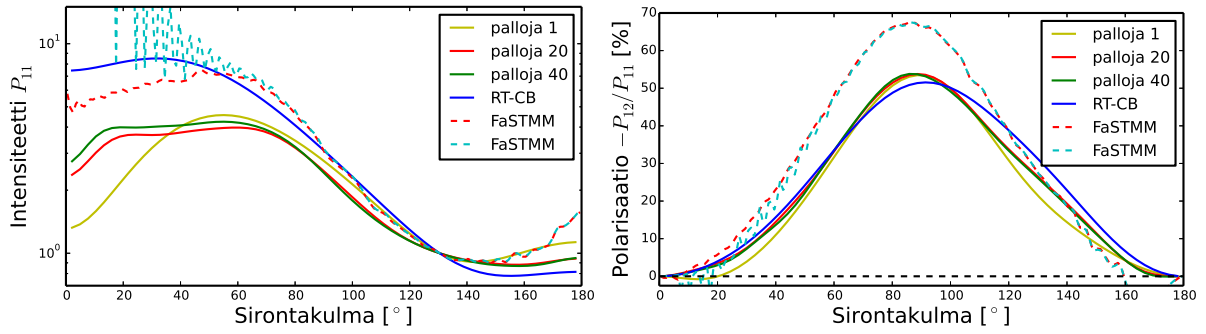 10¹
10⁰
Intensiteetti P₁₁
palloja 1
palloja 20
palloja 40
RT-CB
FaSTMM
FaSTMM
0 20 40 60 80 100 120 140 160 180
Sirontakulma [°]
70
60
50
40
30
20
10
0
Polarisaatio −P₁₂/P₁₁ [%]
palloja 1
palloja 20
palloja 40
RT-CB
FaSTMM
FaSTMM
0 20 40 60 80 100 120 140 160 180
Sirontakulma [°]